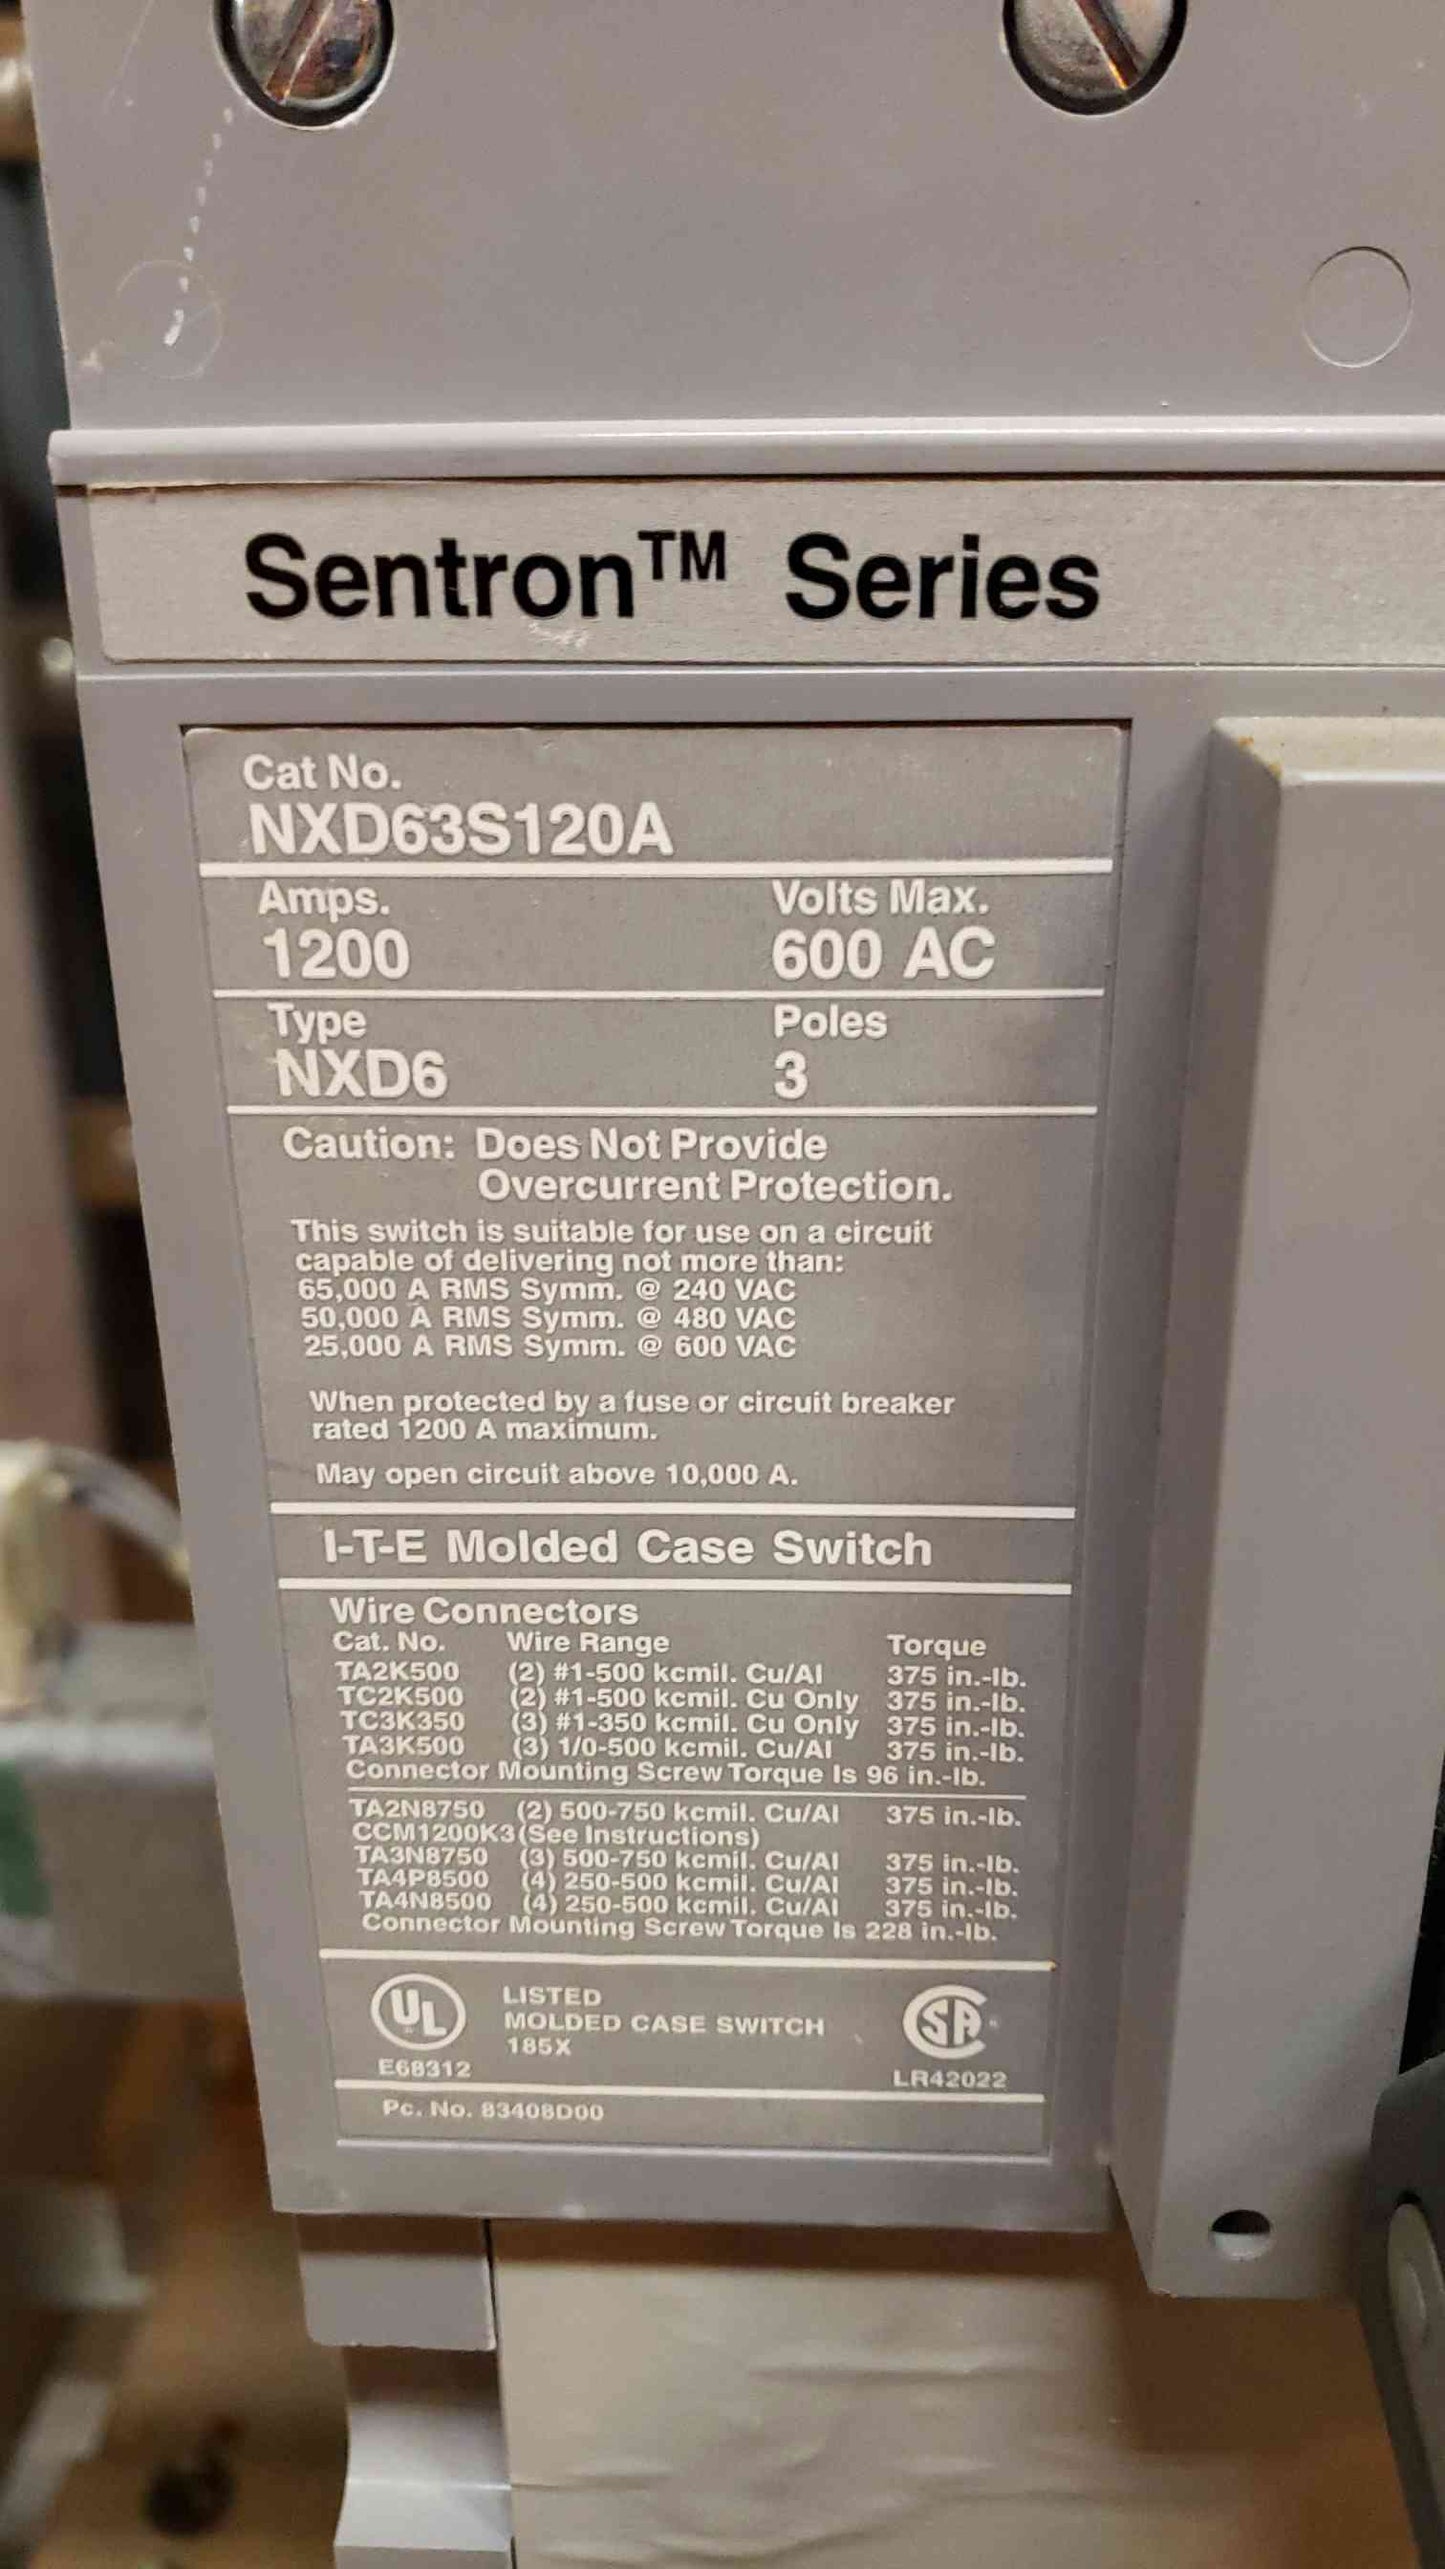 Sentron™ Series
Cat No.
NXD63S120A
Amps. Volts Max.
1200 600 AC
Type Poles
NXD6 3
Caution: Does Not Provide
Overcurrent Protection.
This switch is suitable for use on a circuit
capable of delivering not more than:
65,000 A RMS Symm. @ 240 VAC
50,000 A RMS Symm. @ 480 VAC
25,000 A RMS Symm. @ 600 VAC
When protected by a fuse or circuit breaker
rated 1200 A maximum.
May open circuit above 10,000 A.
I-T-E Molded Case Switch
Wire Connectors
Cat. No. Wire Range Torque
TA2K500 (2) #1-500 kcmil. Cu/Al 375 in.-lb.
TC2K500 (2) #1-500 kcmil. Cu Only 375 in.-lb.
TC3K350 (3) #1-350 kcmil. Cu Only 375 in.-lb.
TA3K500 (3) 1/0-500 kcmil. Cu/Al 375 in.-lb.
Connector Mounting Screw Torque Is 96 in.-lb.
TA2N8750 (2) 500-750 kcmil. Cu/Al 375 in.-lb.
CCM1200K3(See Instructions)
TA3N8750 (3) 500-750 kcmil. Cu/Al 375 in.-lb.
TA4P8500 (4) 250-500 kcmil. Cu/Al 375 in.-lb.
TA4N8500 (4) 250-500 kcmil. Cu/Al 375 in.-lb.
Connector Mounting Screw Torque Is 228 in.-lb.
UL LISTED SA
MOLDED CASE SWITCH
185X
E68312 LR42022
Pc. No. 83408D00